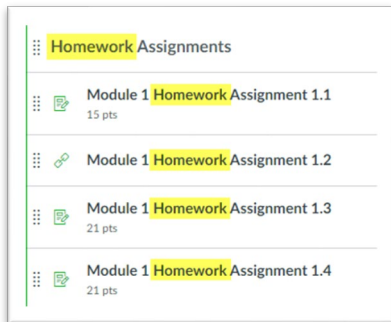 Homework Assignments
Module 1 Homework Assignment 1.1
15 pts
Module 1 Homework Assignment 1.2
Module 1 Homework Assignment 1.3
21 pts
Module 1 Homework Assignment 1.4
21 pts